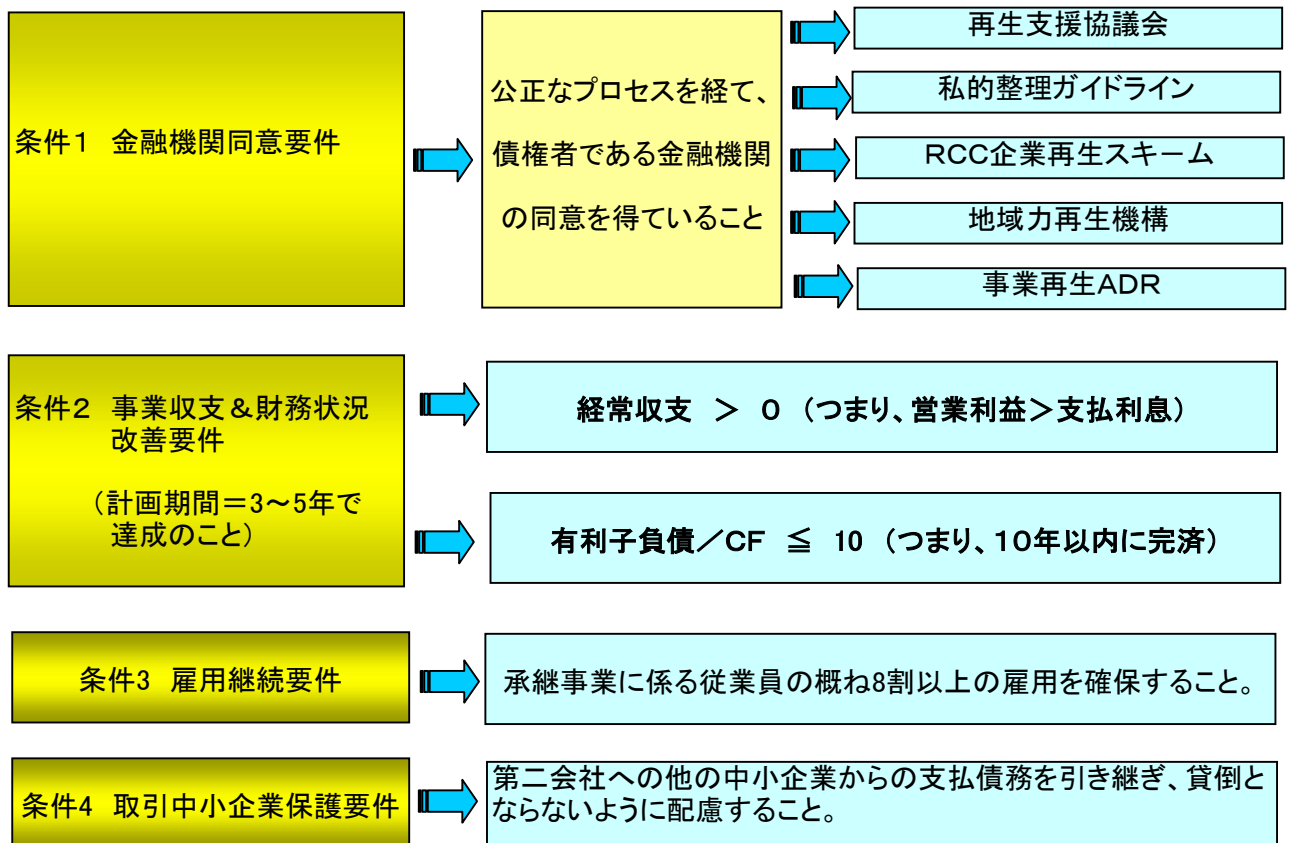 条件1 金融機関同意要件
公正なプロセスを経て、
債権者である金融機関
の同意を得ていること
再生支援協議会
私的整理ガイドライン
RCC企業再生スキーム
地域力再生機構
事業再生ADR
条件2 事業収支&財務状況
改善要件
(計画期間=3~5年で
達成のこと)
経常収支 > 0 (つまり、営業利益>支払利息)
有利子負債/CF ≦ 10 (つまり、10年以内に完済)
条件3 雇用継続要件
承継事業に係る従業員の概ね8割以上の雇用を確保すること。
条件4 取引中小企業保護要件
第二会社への他の中小企業からの支払債務を引き継ぎ、貸倒と
ならないように配慮すること。